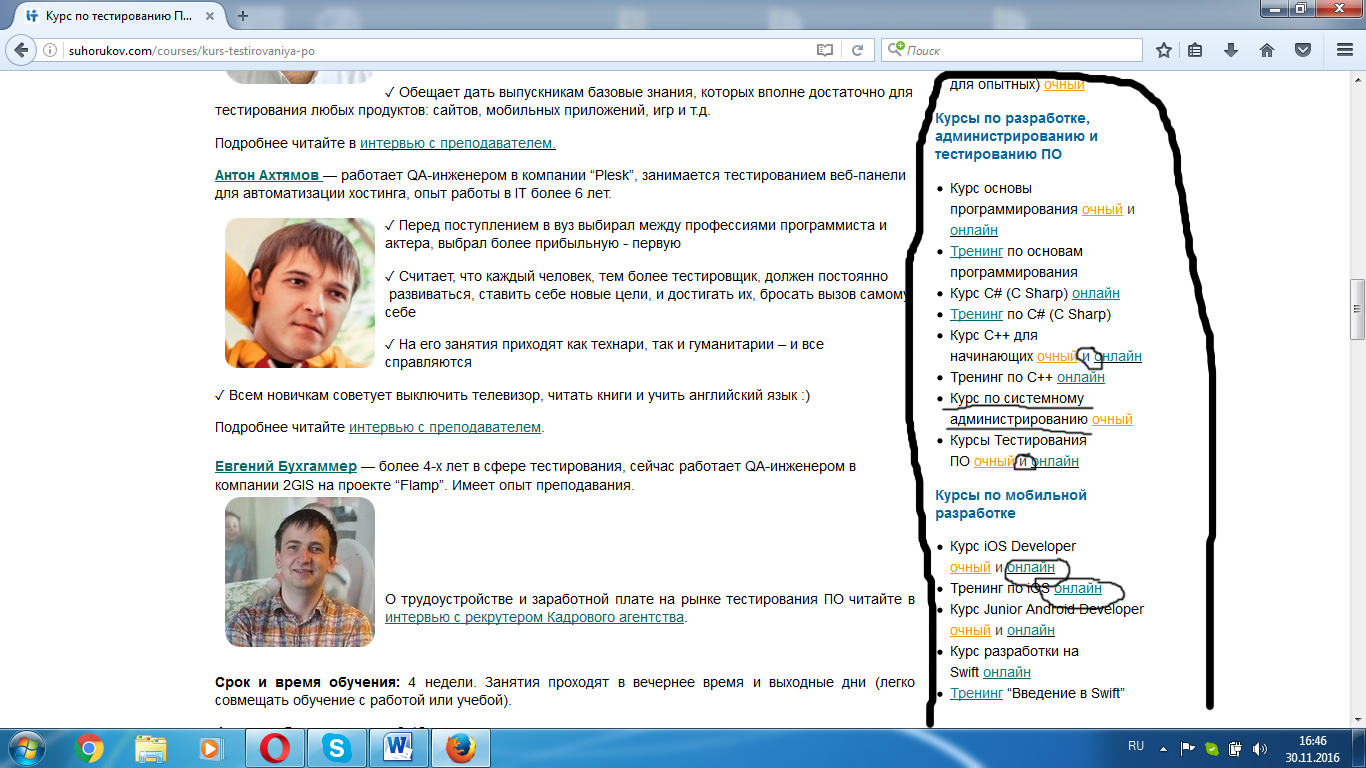 Курс по тестированию П...
suhorukov.com/courses/kurs-testirovaniya-po
Поиск
✓ Обещает дать выпускникам базовые знания, которых вполне достаточно для
тестирования любых продуктов: сайтов, мобильных приложений, игр и т.д.
Подробнее читайте в интервью с преподавателем.
Антон Ахтямов — работает QA-инженером в компании “Plesk”, занимается тестированием веб-панели
для автоматизации хостинга, опыт работы в IT более 6 лет.
✓ Перед поступлением в вуз выбирал между профессиями программиста и
актера, выбрал более прибыльную - первую
✓ Считает, что каждый человек, тем более тестировщик, должен постоянно
развиваться, ставить себе новые цели, и достигать их, бросать вызов самому
себе
✓ На его занятия приходят как технари, так и гуманитарии – и все
справляются
✓ Всем новичкам советует выключить телевизор, читать книги и учить английский язык :)
Подробнее читайте интервью с преподавателем.
Евгений Бухгаммер — более 4-х лет в сфере тестирования, сейчас работает QA-инженером в
компании 2GIS на проекте “Flamp”. Имеет опыт преподавания.
О трудоустройстве и заработной плате на рынке тестирования ПО читайте в
интервью с рекрутером Кадрового агентства.
Срок и время обучения: 4 недели. Занятия проходят в вечернее время и выходные дни (легко
совмещать обучение с работой или учебой).
для опытных) очный
Курсы по разработке,
администрированию и
тестированию ПО
• Курс основы
программирования очный и
онлайн
• Тренинг по основам
программирования
• Курс C# (C Sharp) онлайн
• Тренинг по C# (C Sharp)
• Курс C++ для
начинающих очный и онлайн
• Тренинг по C++ онлайн
• Курс по системному
администрированию очный
• Курсы Тестирования
ПО очный и онлайн
Курсы по мобильной
разработке
• Курс iOS Developer
очный и онлайн
• Тренинг по iOS онлайн
• Курс Junior Android Developer
очный и онлайн
• Курс разработки на
Swift онлайн
• Тренинг “Введение в Swift”
RU
16:46
30.11.2016